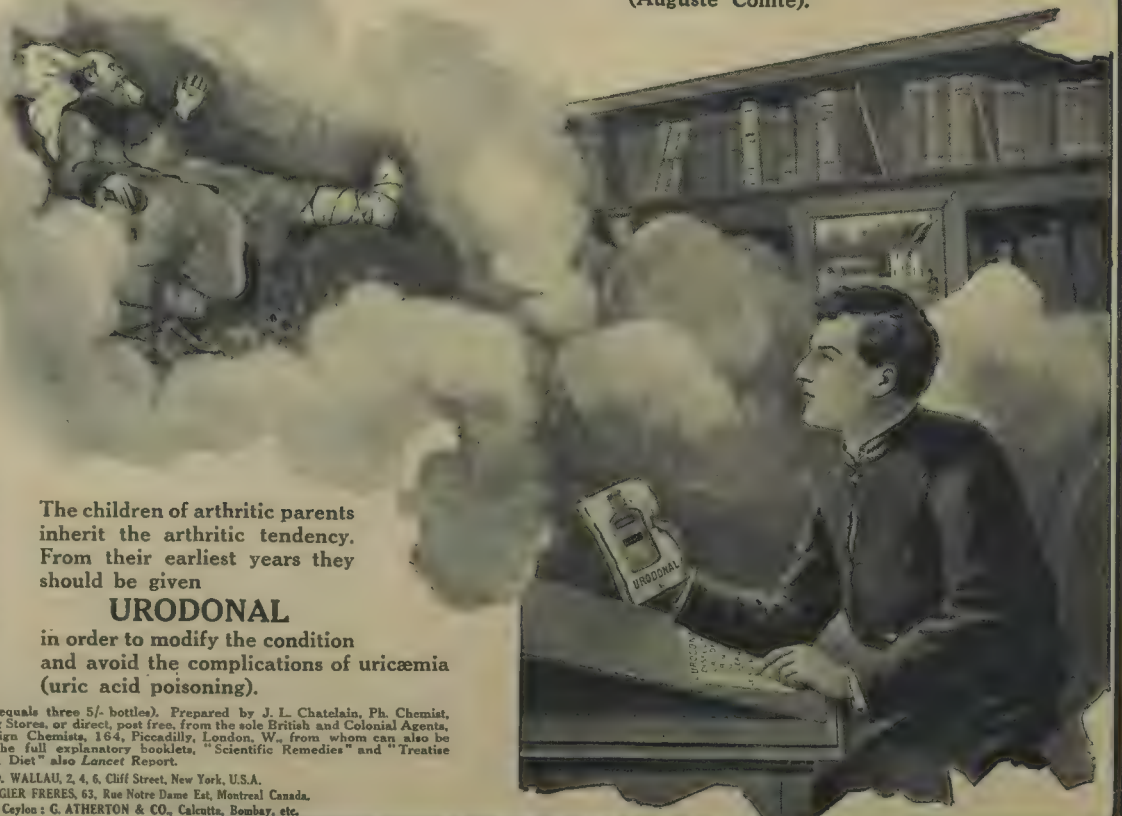 (Auguste Comte).
The children of arthritic parents
inherit the arthritic tendency.
From their earliest years they
should be given
URODONAL
in order to modify the condition
and avoid the complications of uricæmia
(uric acid poisoning).
equals three 5/- bottles). Prepared by J. L. Chatelain, Ph. Chemist,
Stores, or direct, post free, from the sole British and Colonial Agents,
Chemists, 164, Piccadilly, London, W., from whom can also be
the full explanatory booklets, "Scientific Remedies" and "Treatise
Diet" also Lancet Report.
WALLAU, 2, 4, 6, Cliff Street, New York, U.S.A.
FRERES, 63, Rue Notre Dame Est, Montreal Canada.
Ceylon: G. ATHERTON & CO., Calcutta, Bombay, etc.
URODONAL